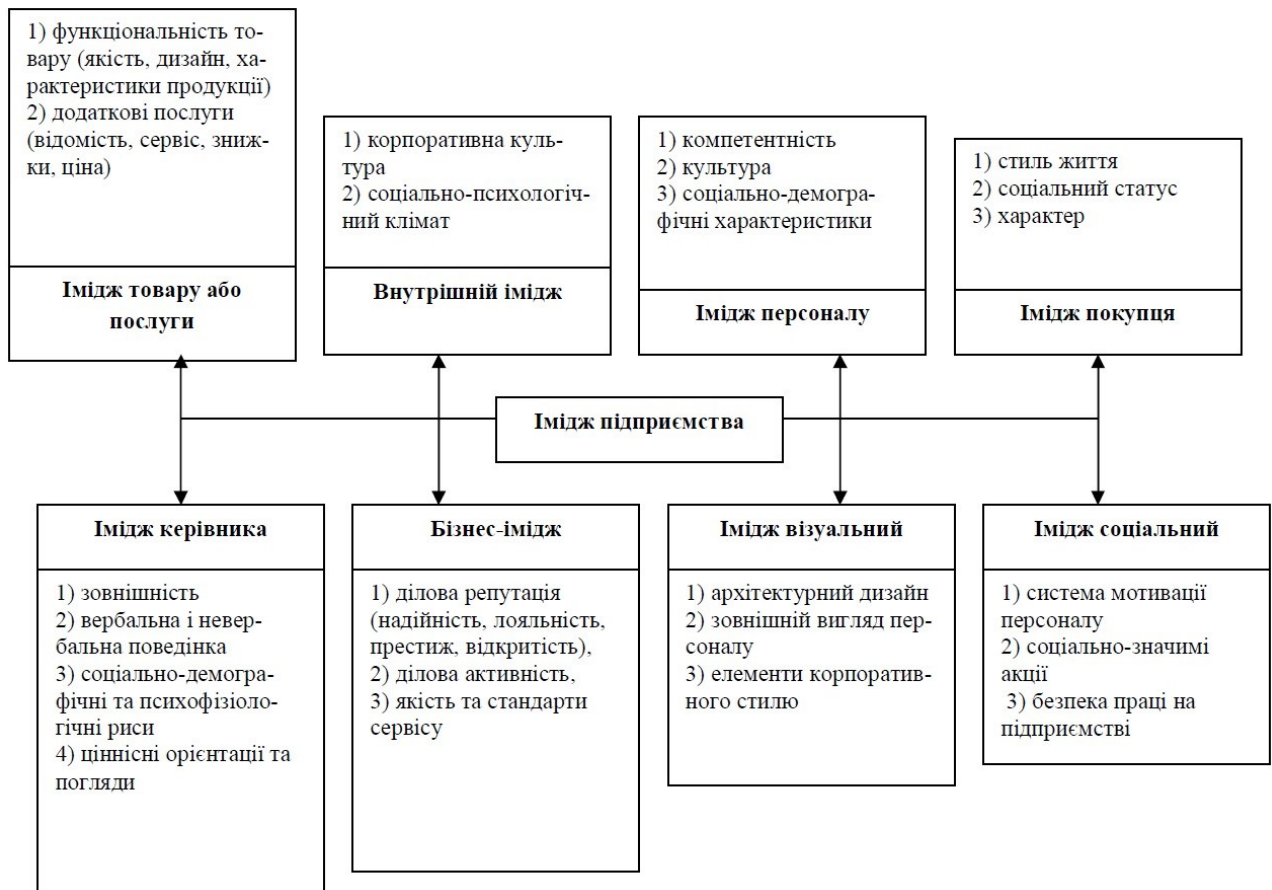 1) функціональність то-
вару (якість, дизайн, ха-
рактеристики продукції)
2) додаткові послуги
(відомість, сервіс, зниж-
ки, ціна)
Імідж товару або
послуги
1) корпоративна куль-
тура
2) соціально-психологіч-
ний клімат
Внутрішній імідж
1) компетентність
2) культура
3) соціально-демогра-
фічні характеристики
Імідж персоналу
1) стиль життя
2) соціальний статус
3) характер
Імідж покупця
Імідж підприємства
Імідж керівника
1) зовнішність
2) вербальна і невер-
бальна поведінка
3) соціально-демогра-
фічні та психофізіоло-
гічні риси
4) ціннісні орієнтації та
погляди
Бізнес-імідж
1) ділова репутація
(надійність, лояльність,
престиж, відкритість),
2) ділова активність,
3) якість та стандарти
сервісу
Імідж візуальний
1) архітектурний дизайн
2) зовнішній вигляд пер-
соналу
3) елементи корпоратив-
ного стилю
Імідж соціальний
1) система мотивації
персоналу
2) соціально-значимі
акції
3) безпека праці на
підприємстві